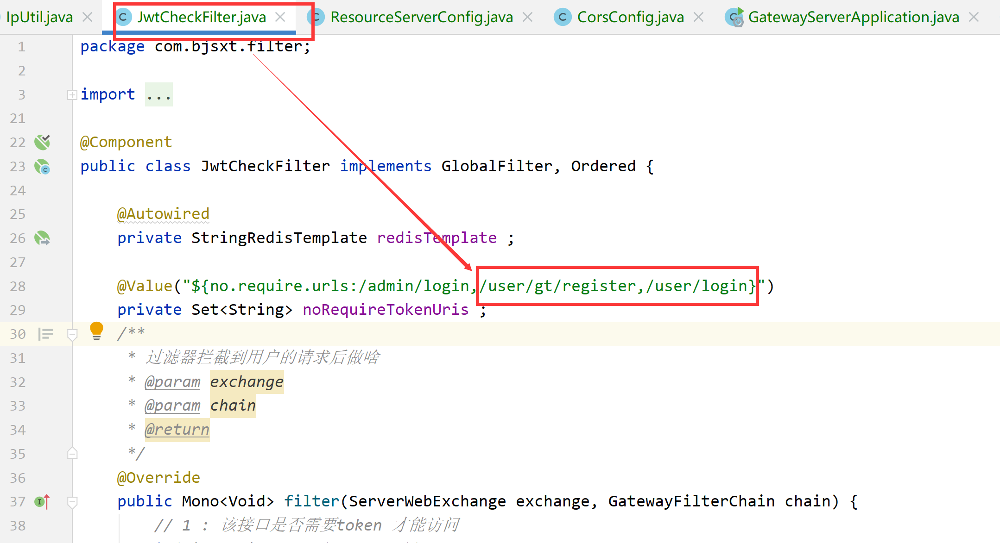 IpUtil.java JwtCheckFilter.java ResourceServerConfig.java CorsConfig.java GatewayServerApplication.java
1 package com.bjsxt.filter;
2
3 import ...
21
22 @Component
23 public class JwtCheckFilter implements GlobalFilter, Ordered {
24
25 @Autowired
26 private StringRedisTemplate redisTemplate ;
27
28 @Value("${no.require.urls:/admin/login,/user/gt/register,/user/login}")
29 private Set<String> noRequireTokenUris ;
30 /**
31 * 过滤器拦截到用户的请求后做啥
32 * @param exchange
33 * @param chain
34 * @return
35 */
36 @Override
37 public Mono<Void> filter(ServerWebExchange exchange, GatewayFilterChain chain) {
38 // 1 : 该接口是否需要token 才能访问